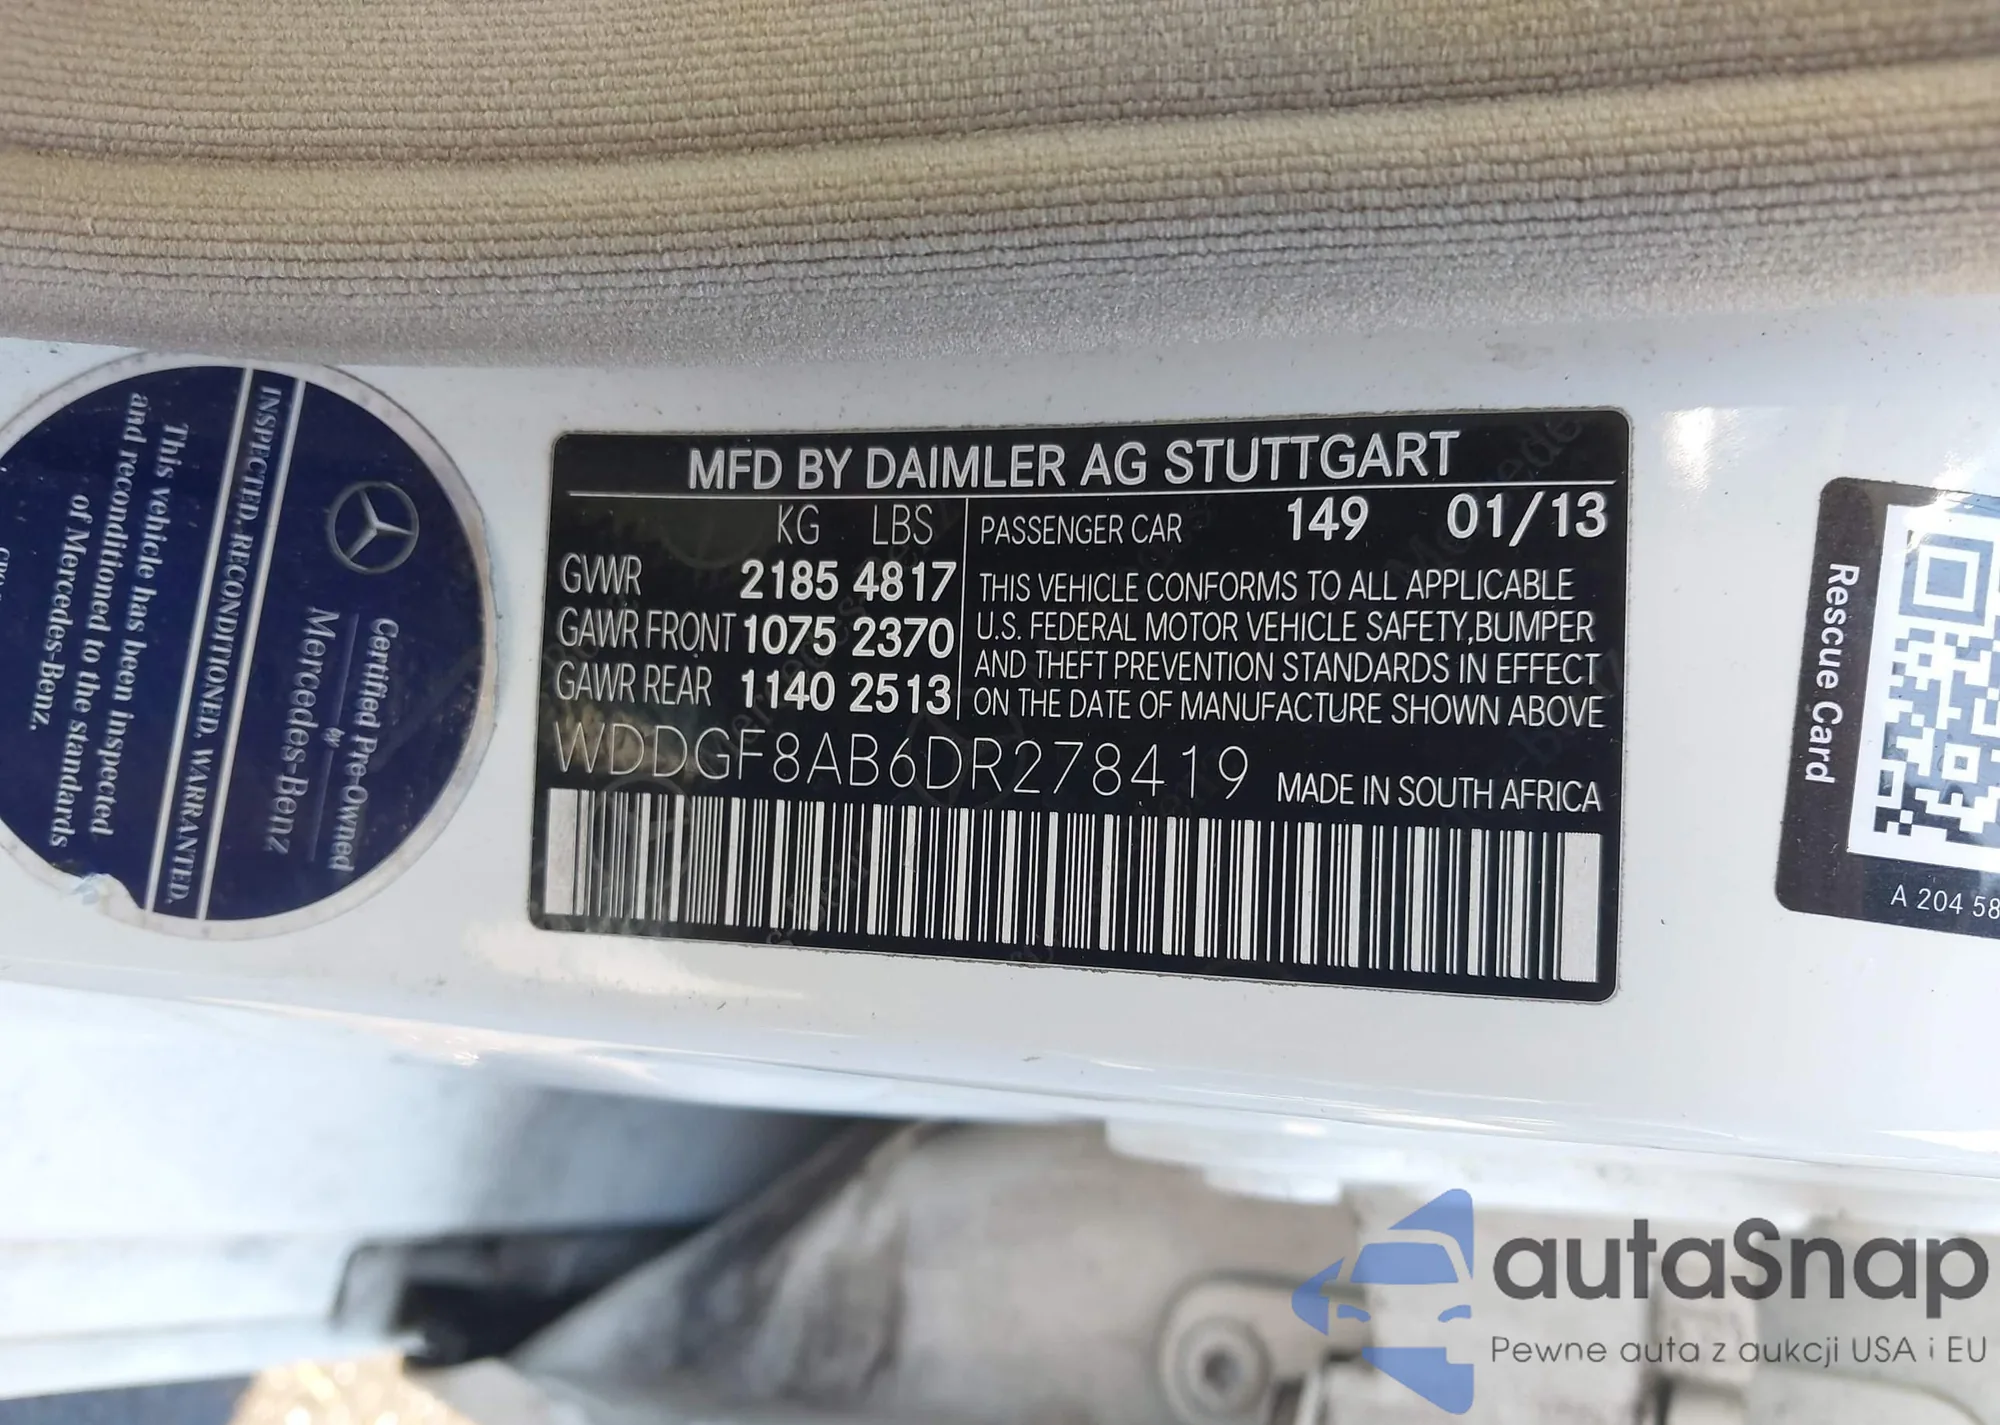 MFD BY DAIMLER AG STUTTGART
KG LBS
GVWR 2185 4817
GAWR FRONT 1075 2370
GAWR REAR 1140 2513
PASSENGER CAR 149 01/13
THIS VEHICLE CONFORMS TO ALL APPLICABLE
U.S. FEDERAL MOTOR VEHICLE SAFETY,BUMPER
AND THEFT PREVENTION STANDARDS IN EFFECT
ON THE DATE OF MANUFACTURE SHOWN ABOVE
WDDGF8AB6DR278419
MADE IN SOUTH AFRICA
Certified Pre-Owned
by
Mercedes-Benz
INSPECTED. RECONDITIONED. WARRANTED.
This vehicle has been inspected
and reconditioned to the standards
of Mercedes-Benz.
Rescue Card
A 204 58
autaSnap
Pewne auta z aukcji USA i EU